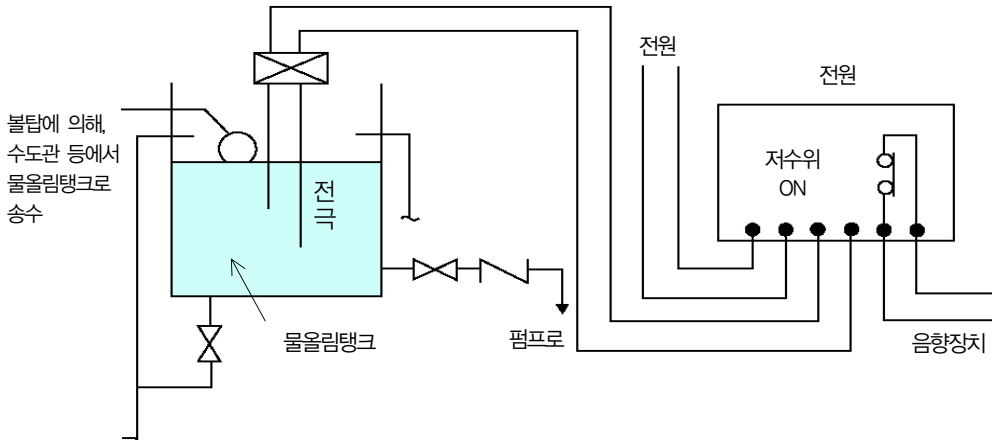 전원
전원
볼탑에 의해,
수도관 등에서
물올림탱크로
송수
저수위
ON
전
극
물올림탱크
펌프로
음향장치